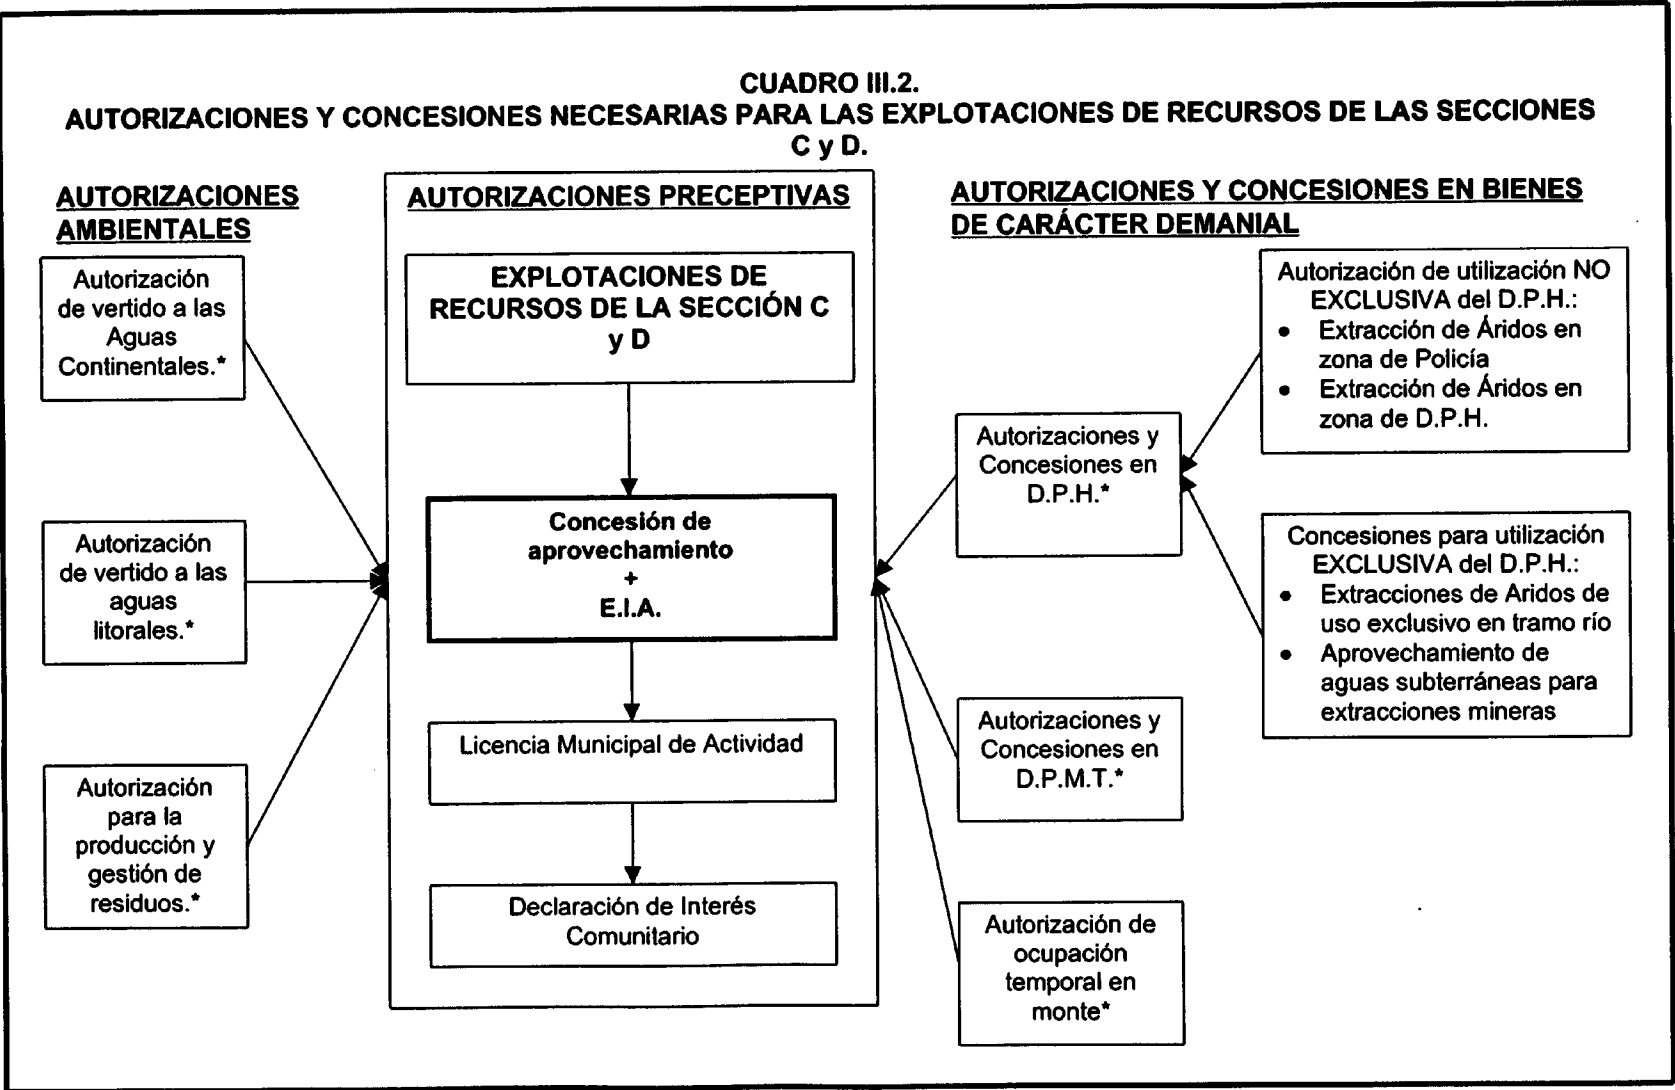 CUADRO III.2.
AUTORIZACIONES Y CONCESIONES NECESARIAS PARA LAS EXPLOTACIONES DE RECURSOS DE LAS SECCIONES
C y D.
AUTORIZACIONES
AMBIENTALES
Autorización
de vertido a las
Aguas
Continentales.*
Autorización
de vertido a las
aguas
litorales.*
Autorización
para la
producción y
gestión de
residuos.*
AUTORIZACIONES PRECEPTIVAS
EXPLOTACIONES DE
RECURSOS DE LA SECCIÓN C
y D
Concesión de
aprovechamiento
+
E.I.A.
Licencia Municipal de Actividad
Declaración de Interés
Comunitario
AUTORIZACIONES Y CONCESIONES EN BIENES
DE CARÁCTER DEMANIAL
Autorizaciones y
Concesiones en
D.P.H.*
Autorizaciones y
Concesiones en
D.P.M.T.*
Autorización de
ocupación
temporal en
monte*
Autorización de utilización NO
EXCLUSIVA del D.P.H.:
• Extracción de Áridos en
zona de Policía
• Extracción de Áridos en
zona de D.P.H.
Concesiones para utilización
EXCLUSIVA del D.P.H.:
• Extracciones de Aridos de
uso exclusivo en tramo río
• Aprovechamiento de
aguas subterráneas para
extracciones mineras